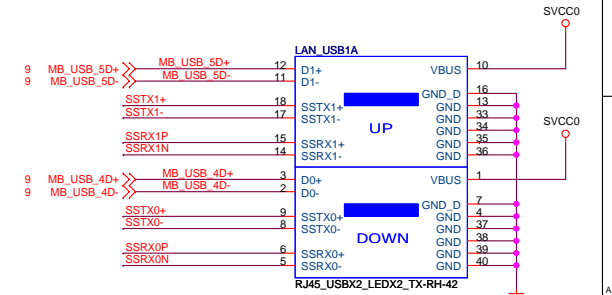 SVCC0
LAN_USB1A
9 MB_USB_5D+ MB_USB_5D+ 12 D1+ VBUS 10
9 MB_USB_5D- MB_USB_5D- 11 D1-
GND_D 16
SSTX1+ 18 SSTX1+ GND 13
SSTX1- 17 SSTX1- GND 33
UP GND 34
SSRX1P 15 SSRX1+ GND 35
SSRX1N 14 SSRX1- GND 36
SVCC0
9 MB_USB_4D+ MB_USB_4D+ 3 D0+ VBUS 1
9 MB_USB_4D- MB_USB_4D- 2 D0-
GND_D 7
SSTX0+ 9 SSTX0+ GND 4
SSTX0- 8 SSTX0- GND 37
DOWN GND 38
SSRX0P 6 SSRX0+ GND 39
SSRX0N 5 SSRX0- GND 40
RJ45_USBX2_LEDX2_TX-RH-42
A